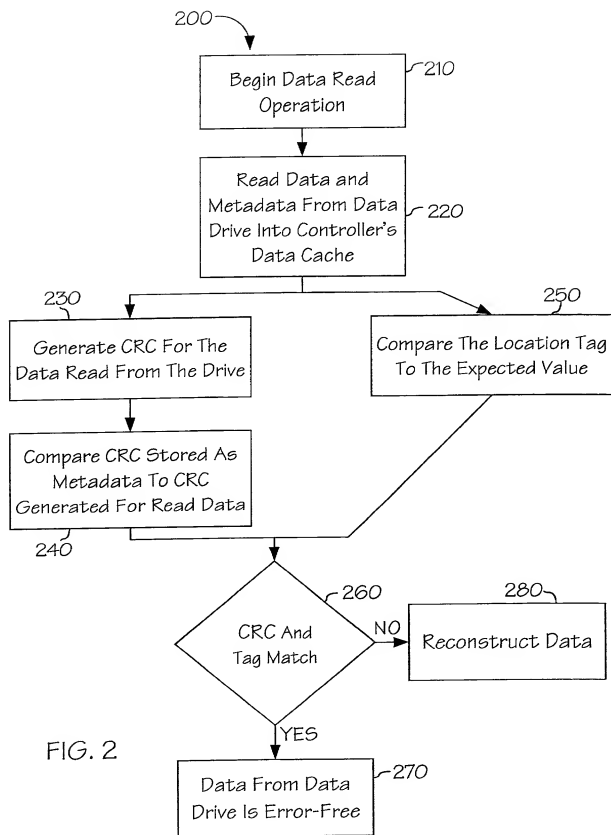 200
210
Begin Data Read
Operation
Read Data and
Metadata From Data
Drive Into Controller's
Data Cache
220
230
Generate CRC For The
Data Read From The Drive
250
Compare The Location Tag
To The Expected Value
Compare CRC Stored As
Metadata To CRC
Generated For Read Data
240
260
CRC And
Tag Match
NO
280
Reconstruct Data
YES
FIG. 2
Data From Data
Drive Is Error-Free
270